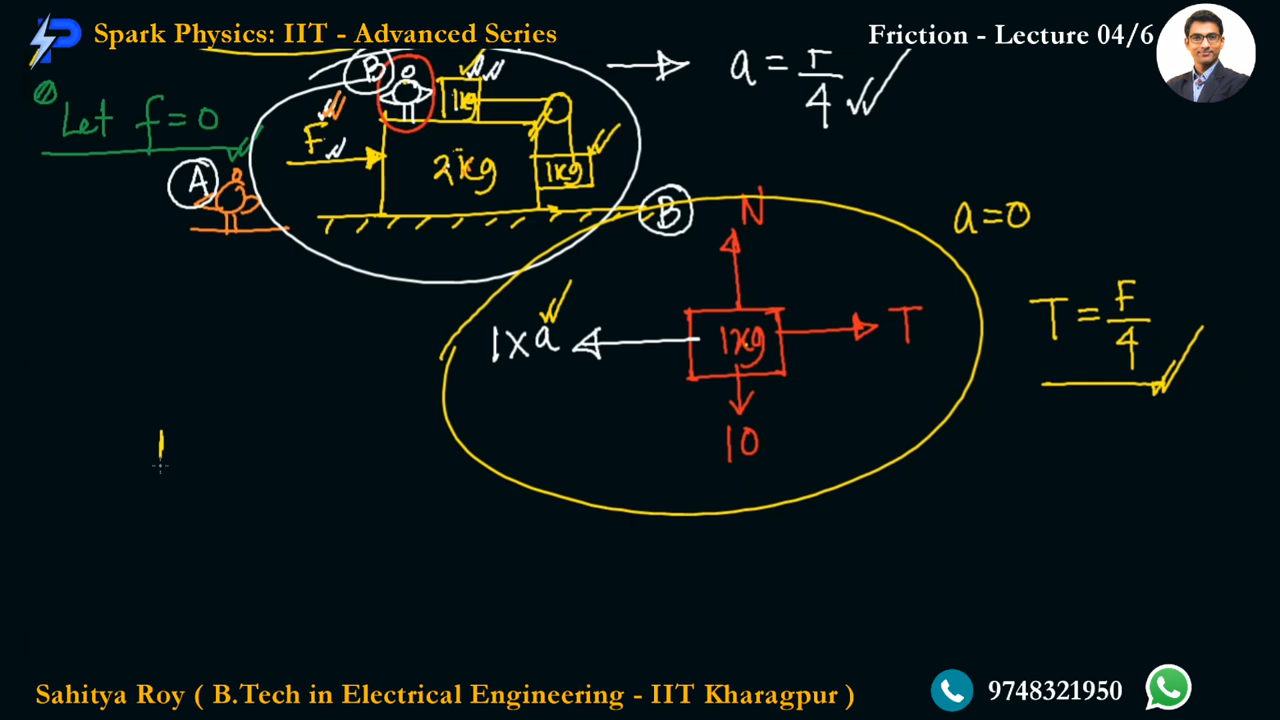 Spark Physics: IIT - Advanced Series
Friction - Lecture 04/6
Let f = 0
A
B
F
1kg
2kg
1kg
a = F/4
B
a=0
N
1xa
1kg
T
10
T = F/4
Sahitya Roy ( B.Tech in Electrical Engineering - IIT Kharagpur )
9748321950